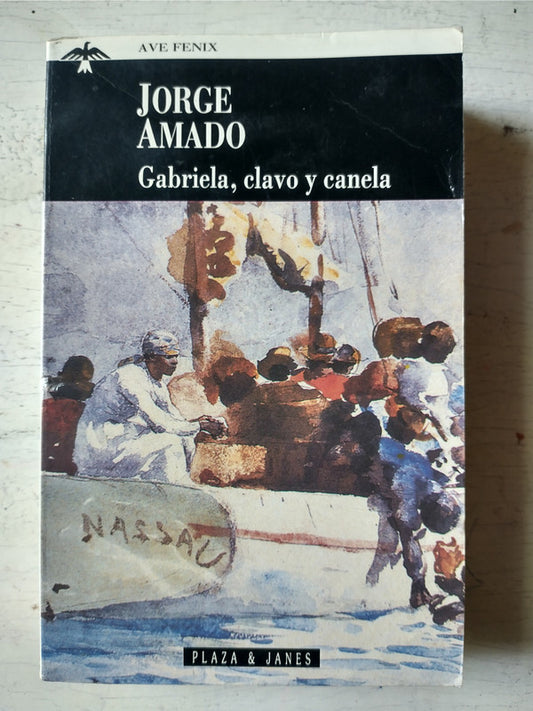 AVE FENIX
JORGE
AMADO
Gabriela, clavo y canela
NASSAU
PLAZA & JANES